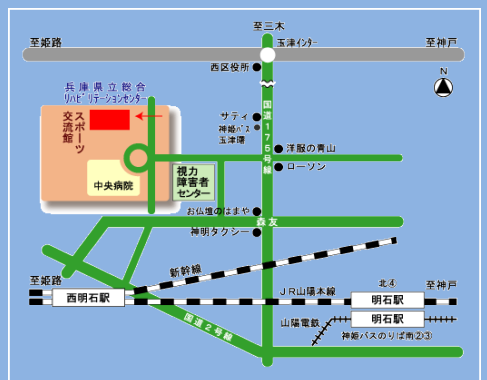 至三木
至姫路
玉津インター
至神戸
西区役所
N
兵庫県立総合
リハビリテーションセンター
スポーツ
交流館
国道175号線
サティ
神姫バス
玉津曙
洋服の青山
ローソン
中央病院
視力
障害者
センター
お仏壇のはまや
森友
神明タクシー
新幹線
至姫路
西明石駅
JR山陽本線
北④
明石駅
至神戸
国道2号線
山陽電鉄
明石駅
神姫バスのりば南②③